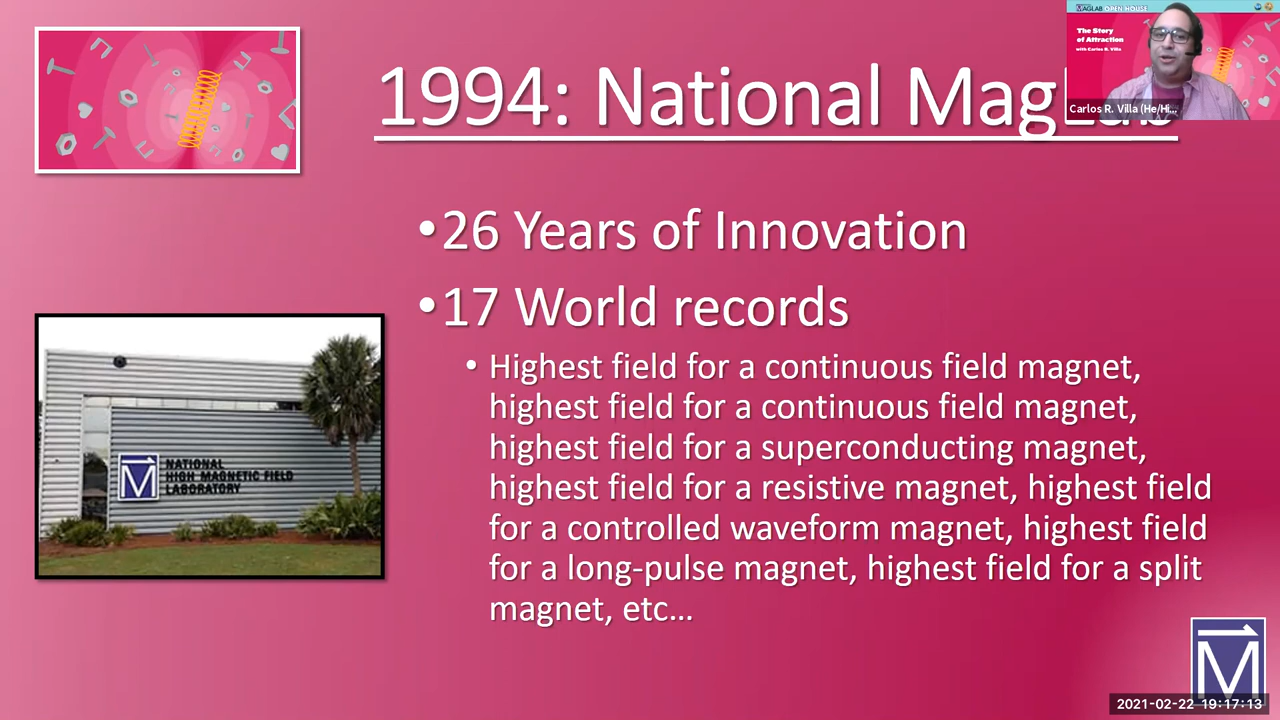 1994: National MagLab
•26 Years of Innovation
•17 World records
• Highest field for a continuous field magnet,
highest field for a continuous field magnet,
highest field for a superconducting magnet,
highest field for a resistive magnet, highest field
for a controlled waveform magnet, highest field
for a long-pulse magnet, highest field for a split
magnet, etc...
NATIONAL
HIGH MAGNETIC FIELD
LABORATORY
MAGLAB OPEN HOUSE
The Story
of Attraction
with Carlos R. Villa
Carlos R. Villa (He/Hi...
M
2021-02-22 19:17:13